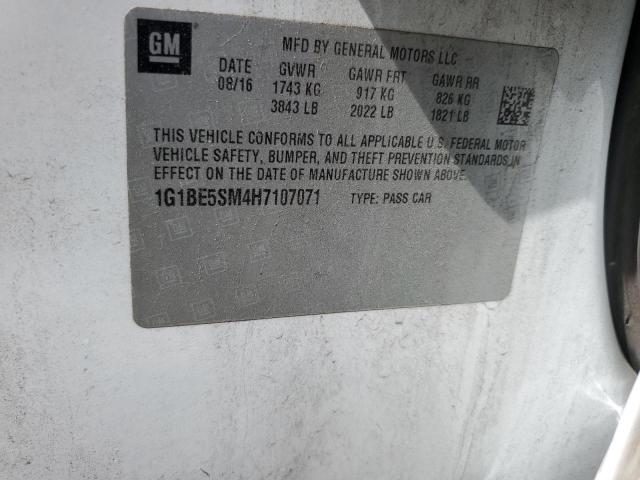 GM
MFD BY GENERAL MOTORS LLC
DATE GVWR GAWR FRT GAWR RR
08/16 1743 KG 917 KG 826 KG
3843 LB 2022 LB 1821 LB
THIS VEHICLE CONFORMS TO ALL APPLICABLE U.S. FEDERAL MOTOR
VEHICLE SAFETY, BUMPER, AND THEFT PREVENTION STANDARDS IN
EFFECT ON THE DATE OF MANUFACTURE SHOWN ABOVE.
1G1BE5SM4H7107071 TYPE: PASS CAR